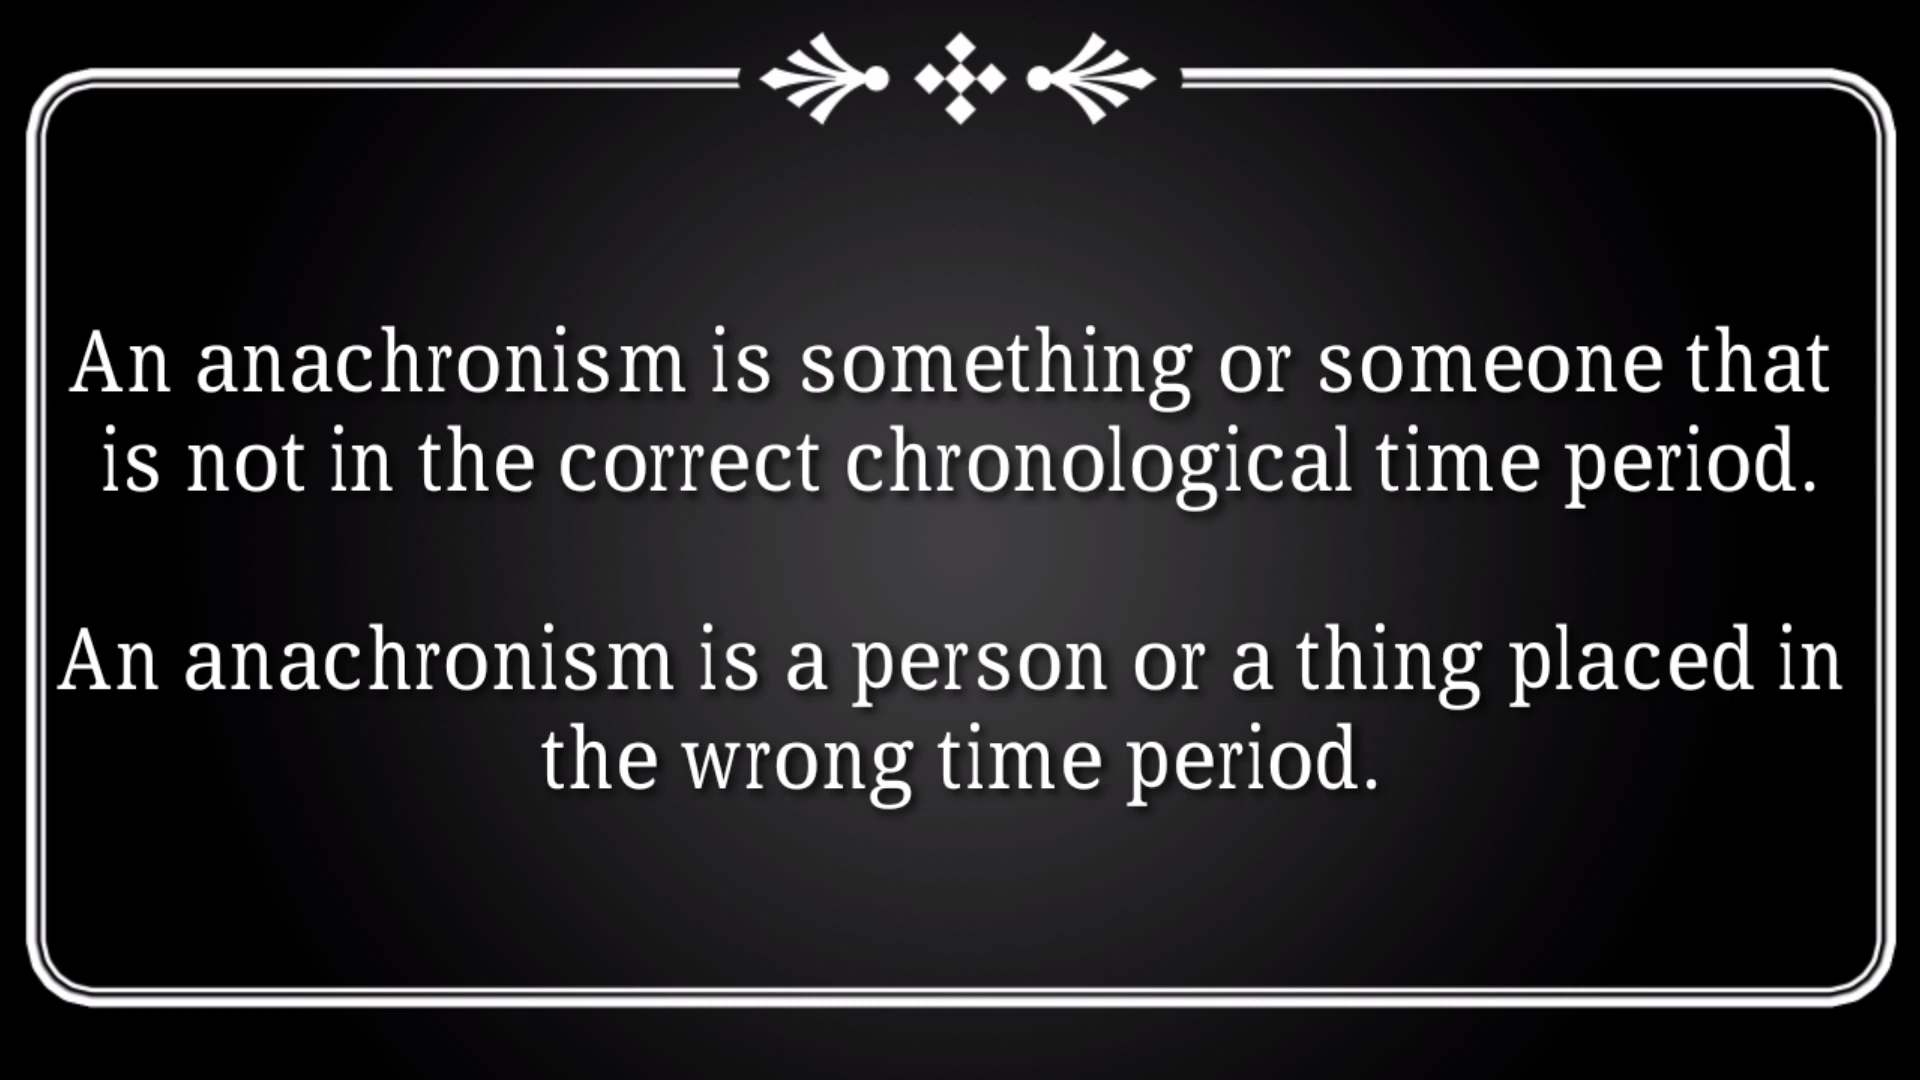 An anachronism is something or someone that
is not in the correct chronological time period.
An anachronism is a person or a thing placed in
the wrong time period.